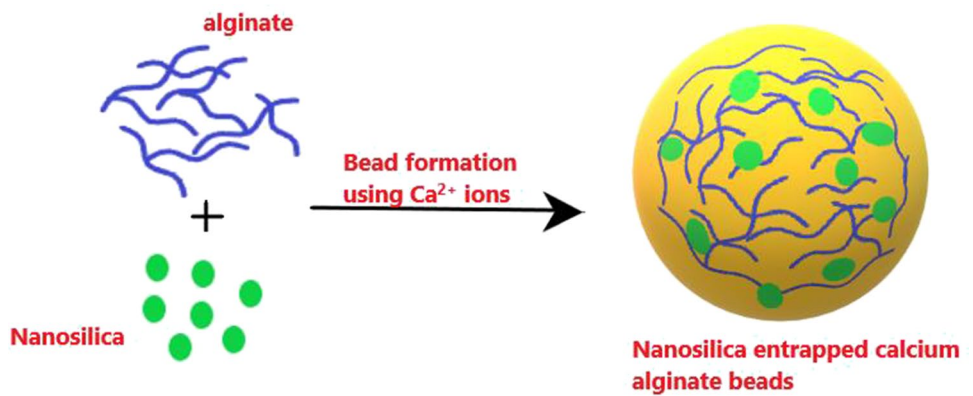 alginate
+
Nanosilica
Bead formation
using Ca²⁺ ions
Nanosilica entrapped calcium
alginate beads